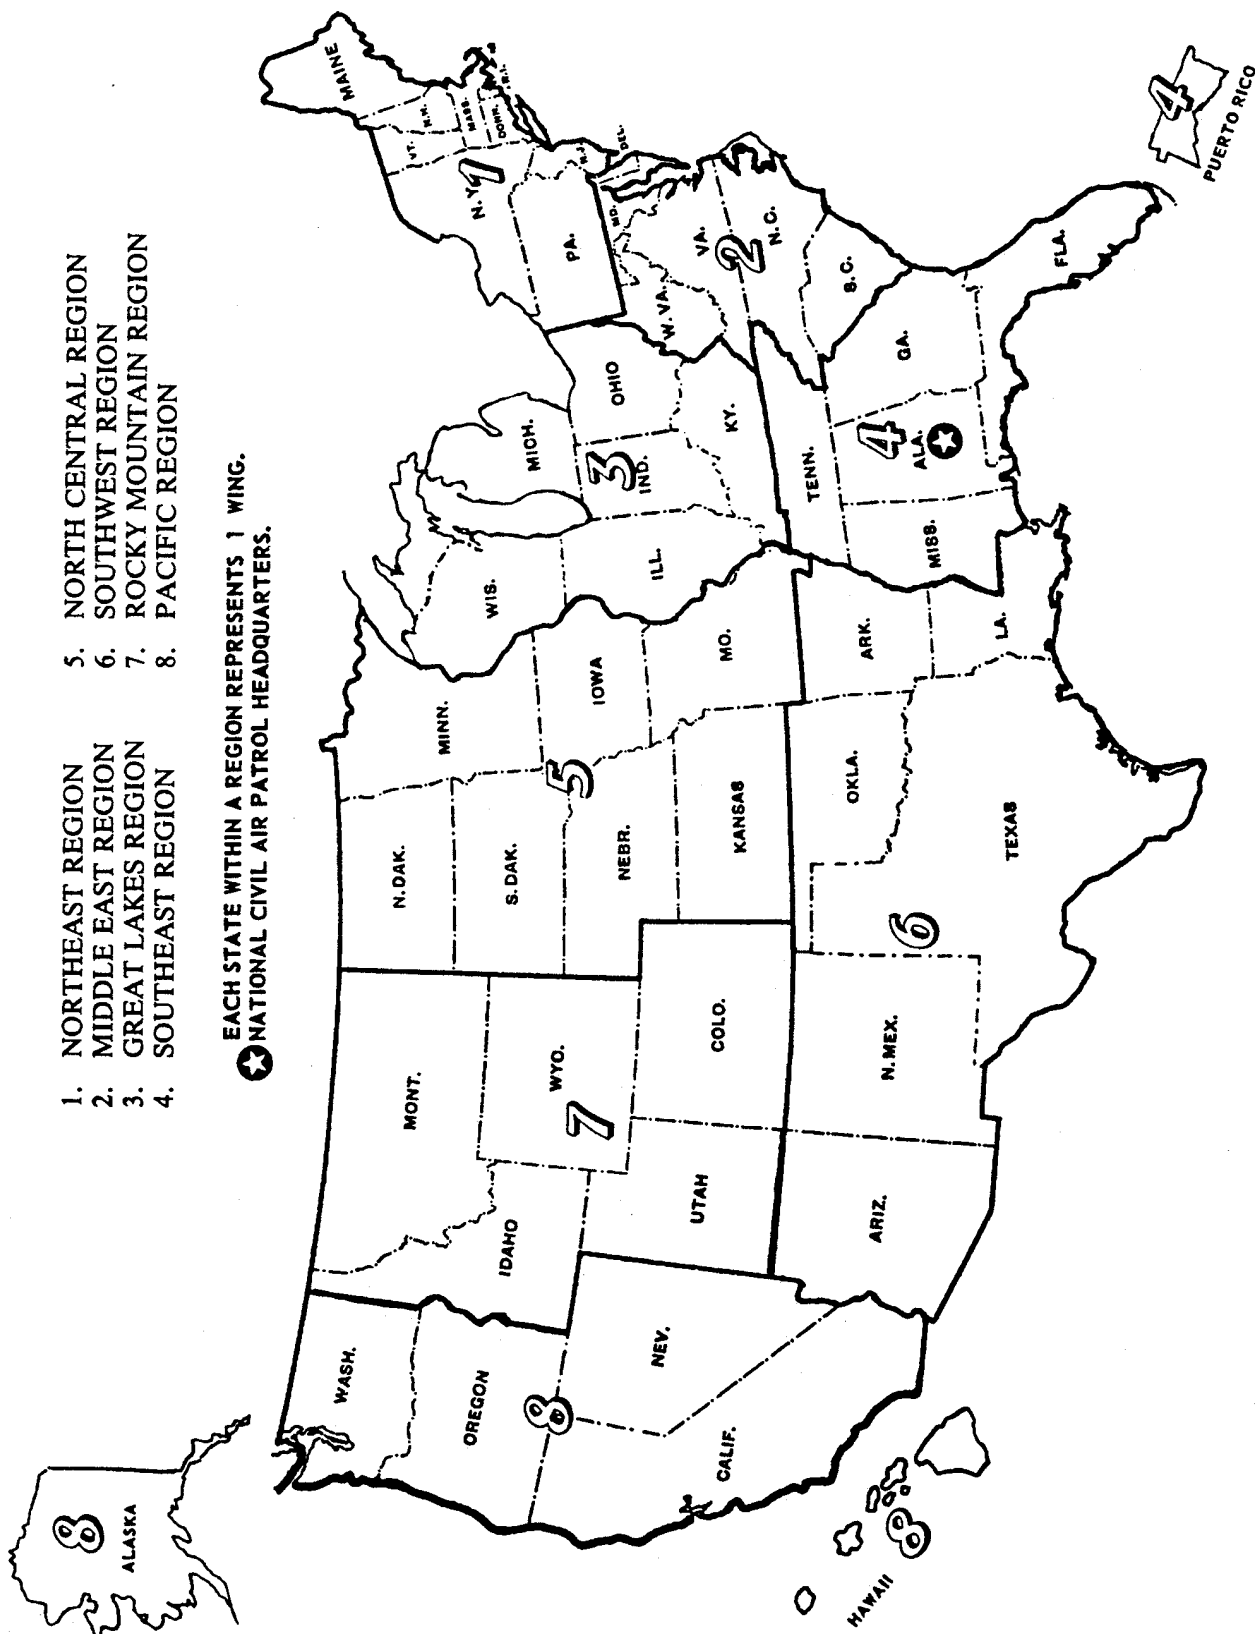 1. NORTHEAST REGION
2. MIDDLE EAST REGION
3. GREAT LAKES REGION
4. SOUTHEAST REGION
5. NORTH CENTRAL REGION
6. SOUTHWEST REGION
7. ROCKY MOUNTAIN REGION
8. PACIFIC REGION
EACH STATE WITHIN A REGION REPRESENTS 1 WING.
NATIONAL CIVIL AIR PATROL HEADQUARTERS.
8
ALASKA
WASH.
OREGON
8
CALIF.
NEV.
HAWAII
8
MONT.
IDAHO
WYO.
7
UTAH
COLO.
ARIZ.
N. MEX.
6
TEXAS
OKLA.
ARK.
LA.
N. DAK.
S. DAK.
MINN.
5
NEBR.
IOWA
KANSAS
MO.
WIS.
MICH.
ILL.
IND.
3
OHIO
KY.
TENN.
MISS.
ALA.
4
GA.
FLA.
MAINE
VT.
N.H.
MASS.
CONN.
R.I.
N.Y.
1
N.J.
PA.
DEL.
MD.
W. VA.
VA.
2
N.C.
S.C.
4
PUERTO RICO